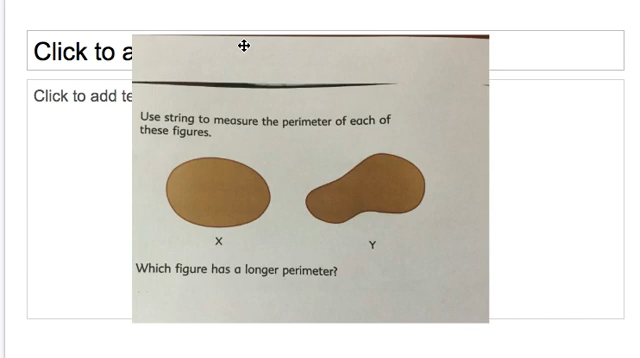 Click to a
Click to add te
Use string to measure the perimeter of each of
these figures.
X
Y
Which figure has a longer perimeter?